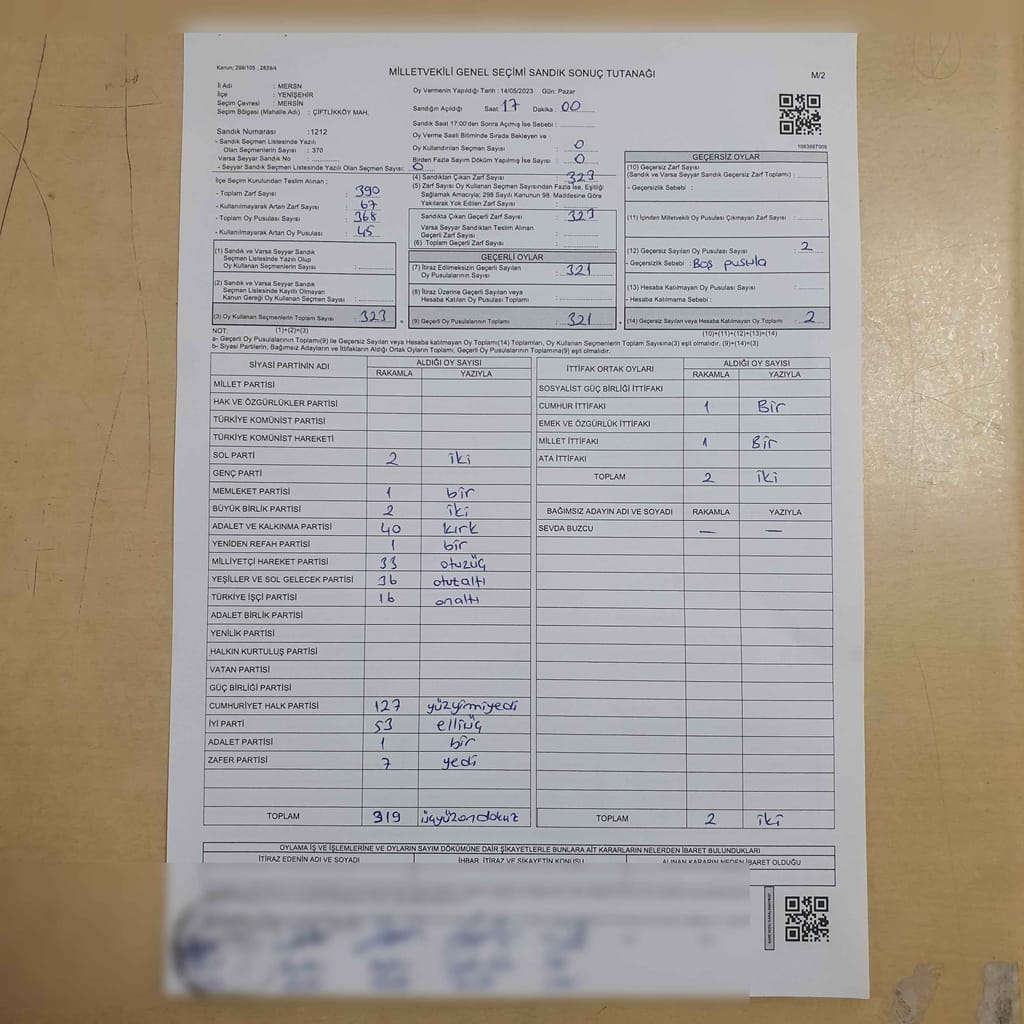 Kanun; 298/105 , 2839/4
MİLLETVEKİLİ GENEL SEÇİMİ SANDIK SONUÇ TUTANAĞI
M/2
İl Adı : MERSN
İlçe : YENİŞEHİR
Seçim Çevresi : MERSİN
Seçim Bölgesi (Mahalle Adı) : ÇİFTLİKKÖY MAH.
Sandık Numarası : 1212
- Sandık Seçmen Listesinde Yazılı
Olan Seçmenlerin Sayısı : 370
Varsa Seyyar Sandık No : ..............
- Seyyar Sandık Seçmen Listesinde Yazılı Olan Seçmen Sayısı: 0
İlçe Seçim Kurulundan Teslim Alınan ;
- Toplam Zarf Sayısı : 390
- Kullanılmayarak Artan Zarf Sayısı : 67
- Toplam Oy Pusulası Sayısı : 368
- Kullanılmayarak Artan Oy Pusulası : 45
(1) Sandık ve Varsa Seyyar Sandık
Seçmen Listesinde Yazılı Olup
Oy Kullanan Seçmenlerin Sayısı : ..............
(2) Sandık ve Varsa Seyyar Sandık
Seçmen Listesinde Kayıtlı Olmayan
Kanun Gereği Oy Kullanan Seçmen Sayısı : ..............
(3) Oy Kullanan Seçmenlerin Toplam Sayısı : 323
(1)+(2)=(3)
Oy Vermenin Yapıldığı Tarih : 14/05/2023 Gün: Pazar
Sandığın Açıldığı Saat: 17 Dakika : 00
Sandık Saat 17:00'den Sonra Açımış İse Sebebi : ..............
Oy Verme Saati Bitiminde Sırada Bekleyen ve
Oy Kullandırılan Seçmen Sayısı : 0
Birden Fazla Sayım Döküm Yapılmış İse Sayısı : 0
(4) Sandıktan Çıkan Zarf Sayısı : 323
(5) Zarf Sayısı Oy Kullanan Seçmen Sayısından Fazla İse, Eşitliği
Sağlamak Amacıyla; 298 Sayılı Kanunun 98. Maddesine Göre
Yakılarak Yok Edilen Zarf Sayısı : ..............
Sandıkta Çıkan Geçerli Zarf Sayısı : 323
Varsa Seyyar Sandıktan Teslim Alınan
Geçerli Zarf Sayısı : ..............
(6) Toplam Geçerli Zarf Sayısı : ..............
GEÇERLİ OYLAR
(7) İtiraz Edilmeksizin Geçerli Sayılan
Oy Pusulalarının Sayısı : 321
(8) İtiraz Üzerine Geçerli Sayılan veya
Hesaba Katılan Oy Pusulası Toplamı : ..............
(9) Geçerli Oy Pusulalarının Toplamı : 321
1083887006
GEÇERSİZ OYLAR
(10) Geçersiz Zarf Sayısı
(Sandık ve Varsa Seyyar Sandık Geçersiz Zarf Toplamı) : ..............
- Geçersizlik Sebebi :
(11) İçinden Milletvekili Oy Pusulası Çıkmayan Zarf Sayısı : ..............
(12) Geçersiz Sayılan Oy Pusulası Sayısı : 2
- Geçersizlik Sebebi : Boş pusula
(13) Hesaba Katılmayan Oy Pusulası Sayısı : ..............
- Hesaba Katılmama Sebebi :
(14) Geçersiz Sayılan veya Hesaba Katılmayan Oy Toplamı : 2
(10)+(11)+(12)+(13)=(14)
NOT:
a- Geçerli Oy Pusulalarının Toplamı(9) ile Geçersiz Sayılan veya Hesaba katılmayan Oy Toplamı(14) Toplamları, Oy Kullanan Seçmenlerin Toplam Sayısına(3) eşit olmalıdır. (9)+(14)=(3)
b- Siyasi Partilerin, Bağımsız Adayların ve İttifakların Aldığı Ortak Oyların Toplamı, Geçerli Oy Pusulalarının Toplamına(9) eşit olmalıdır.
SİYASİ PARTİNİN ADI ALDIĞI OY SAYISI
RAKAMLA YAZIYLA
MİLLET PARTİSİ
HAK VE ÖZGÜRLÜKLER PARTİSİ
TÜRKİYE KOMÜNİST PARTİSİ
TÜRKİYE KOMÜNİST HAREKETİ
SOL PARTİ 2 iki
GENÇ PARTİ
MEMLEKET PARTİSİ 1 bir
BÜYÜK BİRLİK PARTİSİ 2 iki
ADALET VE KALKINMA PARTİSİ 40 kırk
YENİDEN REFAH PARTİSİ 1 bir
MİLLİYETÇİ HAREKET PARTİSİ 33 otuzüç
YEŞİLLER VE SOL GELECEK PARTİSİ 36 otutaltı
TÜRKİYE İŞÇİ PARTİSİ 16 onaltı
ADALET BİRLİK PARTİSİ
YENİLİK PARTİSİ
HALKIN KURTULUŞ PARTİSİ
VATAN PARTİSİ
GÜÇ BİRLİĞİ PARTİSİ
CUMHURİYET HALK PARTİSİ 127 yüzyirmiyedi
İYİ PARTİ 53 elliüç
ADALET PARTİSİ 1 bir
ZAFER PARTİSİ 7 yedi
TOPLAM 319 üçyüzondokuz
İTTİFAK ORTAK OYLARI ALDIĞI OY SAYISI
RAKAMLA YAZIYLA
SOSYALİST GÜÇ BİRLİĞİ İTTİFAKI
CUMHUR İTTİFAKI 1 Bir
EMEK VE ÖZGÜRLÜK İTTİFAKI
MİLLET İTTİFAKI 1 Bir
ATA İTTİFAKI
TOPLAM 2 iki
BAĞIMSIZ ADAYIN ADI VE SOYADI RAKAMLA YAZIYLA
SEVDA BUZCU — —
TOPLAM 2 iki
OYLAMA İŞ VE İŞLEMLERİNE VE OYLARIN SAYIM DÖKÜMÜNE DAİR ŞİKAYETLERLE BUNLARA AİT KARARLARIN NELERDEN İBARET BULUNDUKLARI
İTİRAZ EDENİN ADI VE SOYADI İHBAR, İTİRAZ VE ŞİKAYETİN KONUSU ALINAN KARARIN NEDEN İBARET OLDUĞU